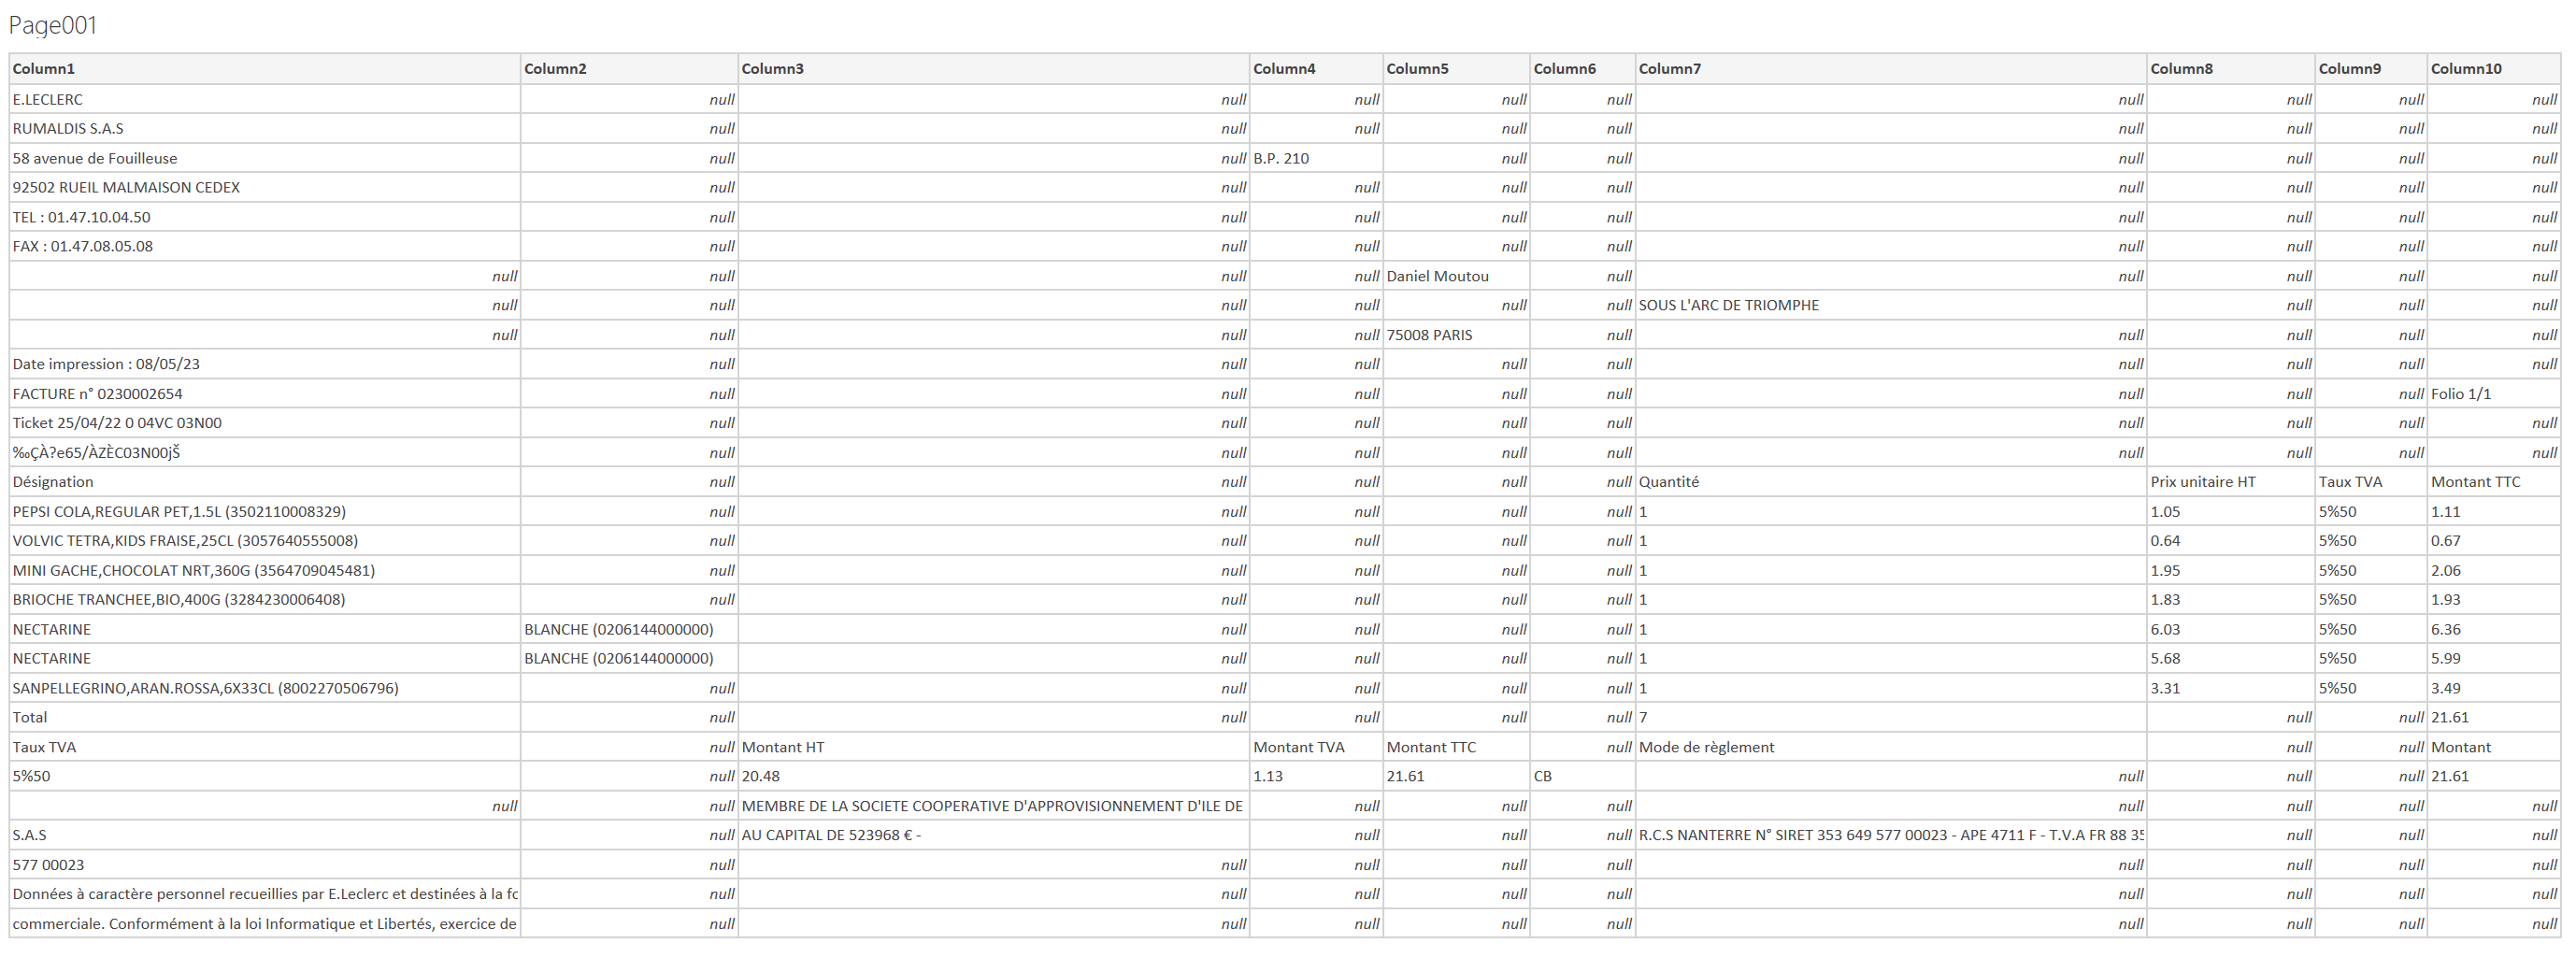 Page001
Column1 Column2 Column3 Column4 Column5 Column6 Column7 Column8 Column9 Column10
E.LECLERC null null null null null null null null null
RUMALDIS S.A.S null null null null null null null null null
58 avenue de Fouilleuse null null B.P. 210 null null null null null null
92502 RUEIL MALMAISON CEDEX null null null null null null null null null
TEL : 01.47.10.04.50 null null null null null null null null null
FAX : 01.47.08.05.08 null null null null null null null null null
null null null null Daniel Moutou null null null null null
null null null null null null SOUS L'ARC DE TRIOMPHE null null null
null null null null 75008 PARIS null null null null null
Date impression : 08/05/23 null null null null null null null null null
FACTURE n° 0230002654 null null null null null null null null Folio 1/1
Ticket 25/04/22 0 04VC 03N00 null null null null null null null null null
‰ÇÀ?e65/ÀZÈC03N00jŠ null null null null null null null null null
Désignation null null null null null Quantité Prix unitaire HT Taux TVA Montant TTC
PEPSI COLA,REGULAR PET,1.5L (3502110008329) null null null null null 1 1.05 5%50 1.11
VOLVIC TETRA,KIDS FRAISE,25CL (3057640555008) null null null null null 1 0.64 5%50 0.67
MINI GACHE,CHOCOLAT NRT,360G (3564709045481) null null null null null 1 1.95 5%50 2.06
BRIOCHE TRANCHEE,BIO,400G (3284230006408) null null null null null 1 1.83 5%50 1.93
NECTARINE BLANCHE (0206144000000) null null null null 1 6.03 5%50 6.36
NECTARINE BLANCHE (0206144000000) null null null null 1 5.68 5%50 5.99
SANPELLEGRINO,ARAN.ROSSA,6X33CL (8002270506796) null null null null null 1 3.31 5%50 3.49
Total null null null null null 7 null null 21.61
Taux TVA null Montant HT Montant TVA Montant TTC null Mode de règlement null null Montant
5%50 null 20.48 1.13 21.61 CB null null null 21.61
null null MEMBRE DE LA SOCIETE COOPERATIVE D'APPROVISIONNEMENT D'ILE DE null null null null null null null
S.A.S null AU CAPITAL DE 523968 € - null null null R.C.S NANTERRE N° SIRET 353 649 577 00023 - APE 4711 F - T.V.A FR 88 35 null null null
577 00023 null null null null null null null null null
Données à caractère personnel recueillies par E.Leclerc et destinées à la fo null null null null null null null null null
commerciale. Conformément à la loi Informatique et Libertés, exercice de null null null null null null null null null